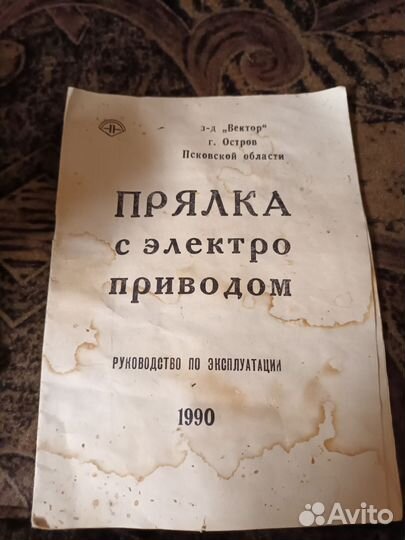 з-д „Вектор"
г. Остров
Псковской области
ПРЯЛКА
с электро
приводом
РУКОВОДСТВО ПО ЭКСПЛУАТАЦИИ
1990
Avito